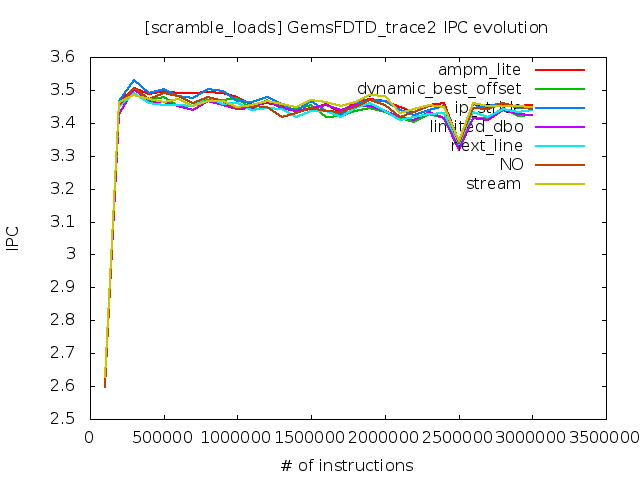 [scramble_loads] GemsFDTD_trace2 IPC evolution
3.6
3.5
3.4
3.3
3.2
3.1
3
2.9
2.8
2.7
2.6
2.5
IPC
ampm_lite
dynamic_best_offset
ip_stride
limited_dbo
next_line
NO
stream
0 500000 1000000 1500000 2000000 2500000 3000000 3500000
# of instructions